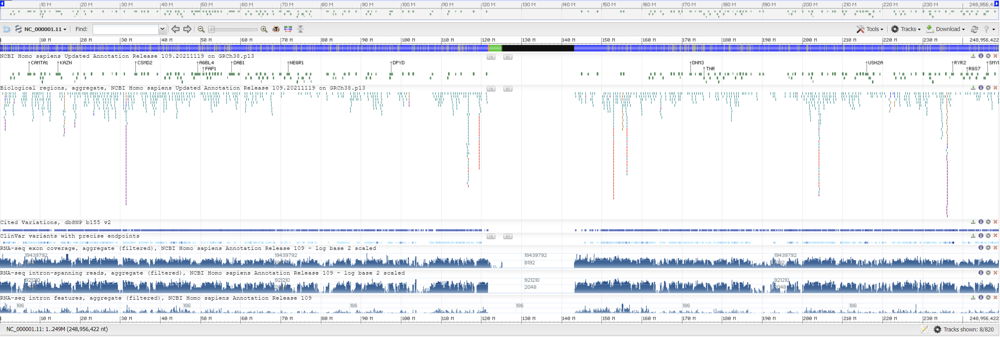 10 M 20 M 30 M 40 M 50 M 60 M 70 M 80 M 90 M 100 M 110 M 120 M 130 M 140 M 150 M 160 M 170 M 180 M 190 M 200 M 210 M 220 M 230 M
NC_000001.11 Find: Tools Tracks Download ?
1 10 M 20 M 30 M 40 M 50 M 60 M 70 M 80 M 90 M 100 M 110 M 120 M 130 M 140 M 150 M 160 M 170 M 180 M 190 M 200 M 210 M 220 M 230 M 248,956,422
NCBI Homo sapiens Updated Annotation Release 109.20211119 on GRCh38.p13
CAMTA1 KAZN CSMD2 AGBL4 DAB1 NEGR1 DPYD DNM3 USH2A RYR2
FAF1 TNR RGS7
Biological regions, aggregate, NCBI Homo sapiens Updated Annotation Release 109.20211119 on GRCh38.p13
Cited Variations, dbSNP b155 v2
ClinVar variants with precise endpoints
RNA-seq exon coverage, aggregate (filtered), NCBI Homo sapiens Annotation Release 109 - log base 2 scaled
19439792 19439792 19439792 19439792
8192
RNA-seq intron-spanning reads, aggregate (filtered), NCBI Homo sapiens Annotation Release 109 - log base 2 scaled
921210 921210 921210 921210
2048 2048 2048 2048
RNA-seq intron features, aggregate (filtered), NCBI Homo sapiens Annotation Release 109
186 186 186 186 186 186
1 10 M 20 M 30 M 40 M 50 M 60 M 70 M 80 M 90 M 100 M 110 M 120 M 130 M 140 M 150 M 160 M 170 M 180 M 190 M 200 M 210 M 220 M 230 M 248,956,422
NC_000001.11: 1..249M (248,956,422 nt) Tracks shown: 8/820